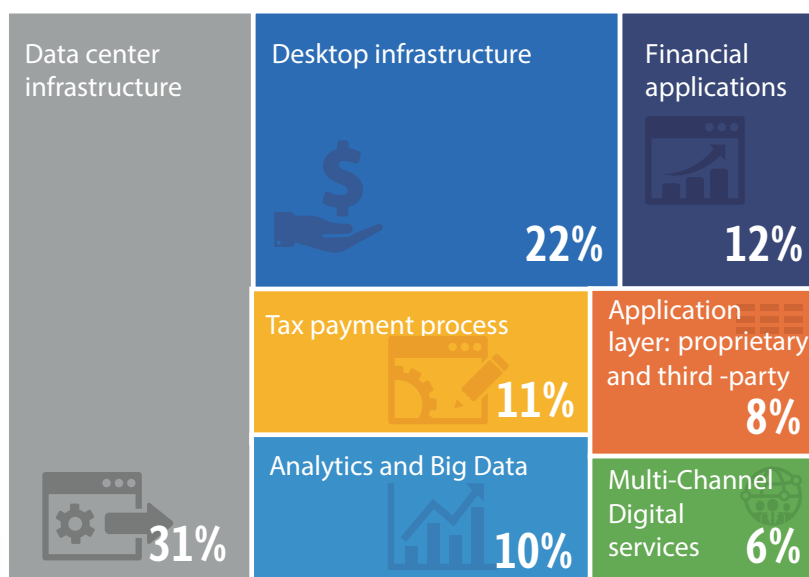 Data center
infrastructure
31%
Desktop infrastructure
$
22%
Financial
applications
12%
Tax payment process
11%
Application
layer: proprietary
and third -party
8%
Analytics and Big Data
10%
Multi-Channel
Digital
services
6%